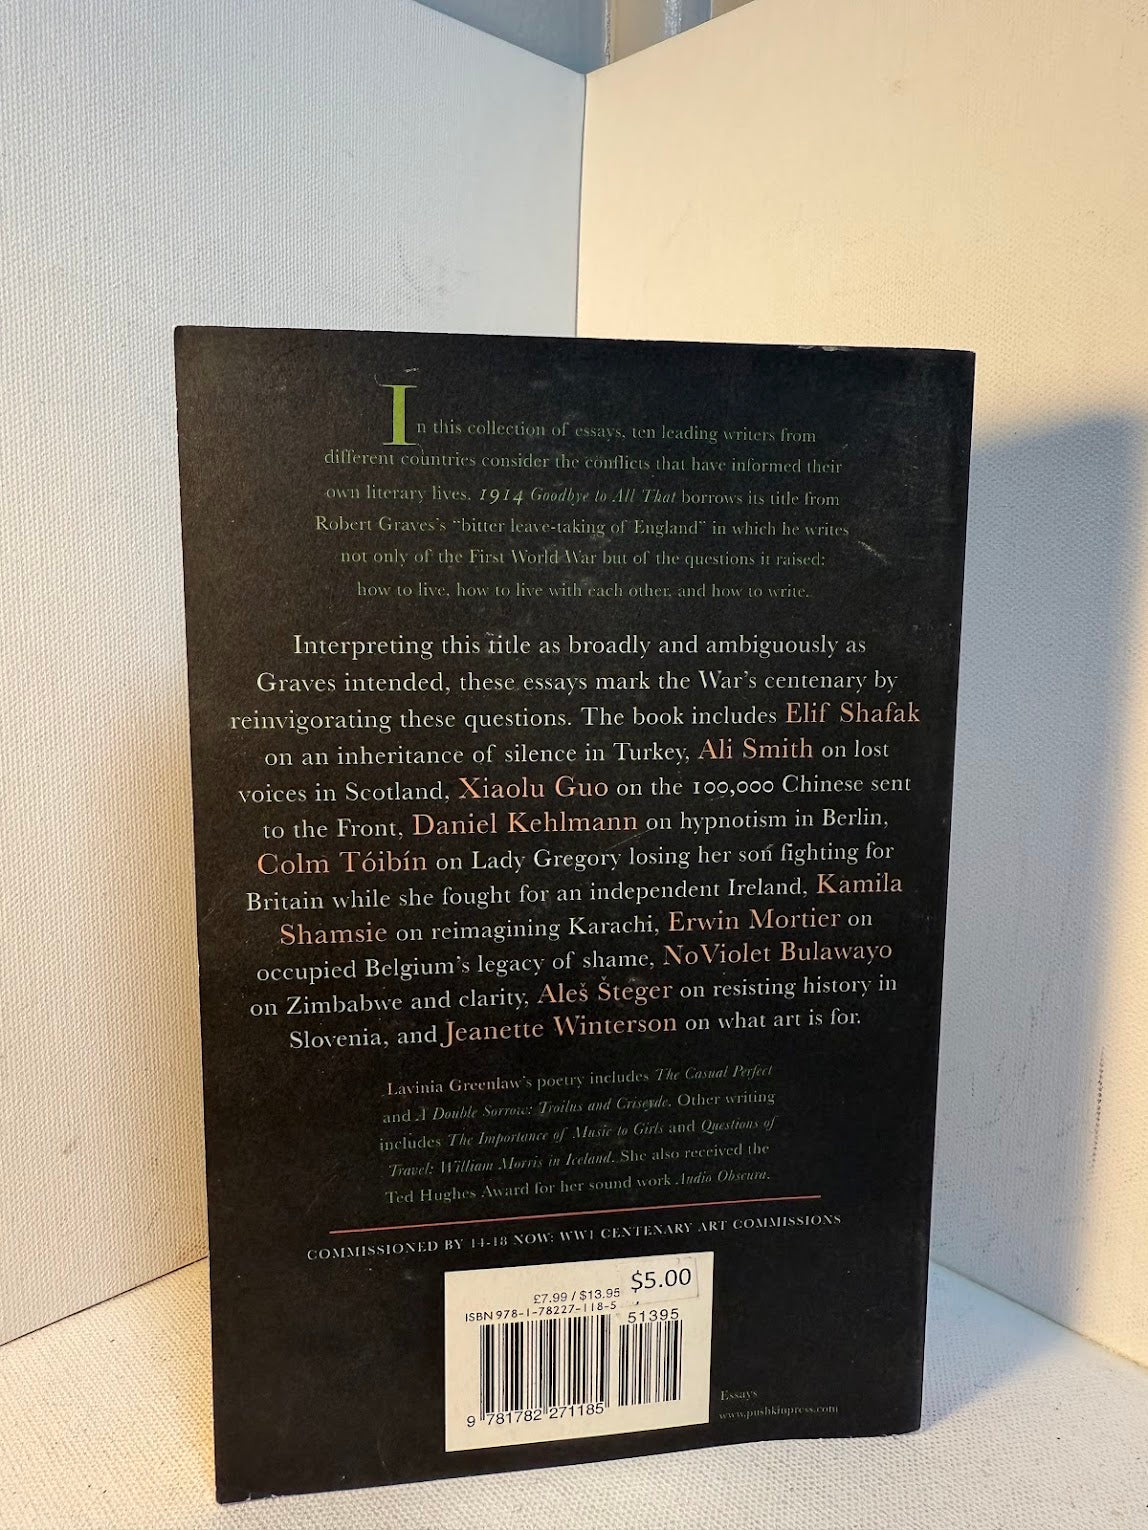 In this collection of essays, ten leading writers from
different countries consider the conflicts that have informed their
own literary lives. 1914 Goodbye to All That borrows its title from
Robert Graves's “bitter leave-taking of England” in which he writes
not only of the First World War but of the questions it raised:
how to live, how to live with each other, and how to write.
Interpreting this title as broadly and ambiguously as
Graves intended, these essays mark the War's centenary by
reinvigorating these questions. The book includes Elif Shafak
on an inheritance of silence in Turkey, Ali Smith on lost
voices in Scotland, Xiaolu Guo on the 100,000 Chinese sent
to the Front, Daniel Kehlmann on hypnotism in Berlin,
Colm Tóibín on Lady Gregory losing her son fighting for
Britain while she fought for an independent Ireland, Kamila
Shamsie on reimagining Karachi, Erwin Mortier on
occupied Belgium's legacy of shame, NoViolet Bulawayo
on Zimbabwe and clarity, Aleš Šteger on resisting history in
Slovenia, and Jeanette Winterson on what art is for.
Lavinia Greenlaw's poetry includes The Casual Perfect
and A Double Sorrow: Troilus and Criseyde. Other writing
includes The Importance of Music to Girls and Questions of
Travel: William Morris in Iceland. She also received the
Ted Hughes Award for her sound work Audio Obscura.
COMMISSIONED BY 14-18 NOW: WW1 CENTENARY ART COMMISSIONS
£7.99 / $13.95 $5.00
ISBN 978-1-78227-118-5
51395
9 781782 271185
Essays
www.pushkinpress.com